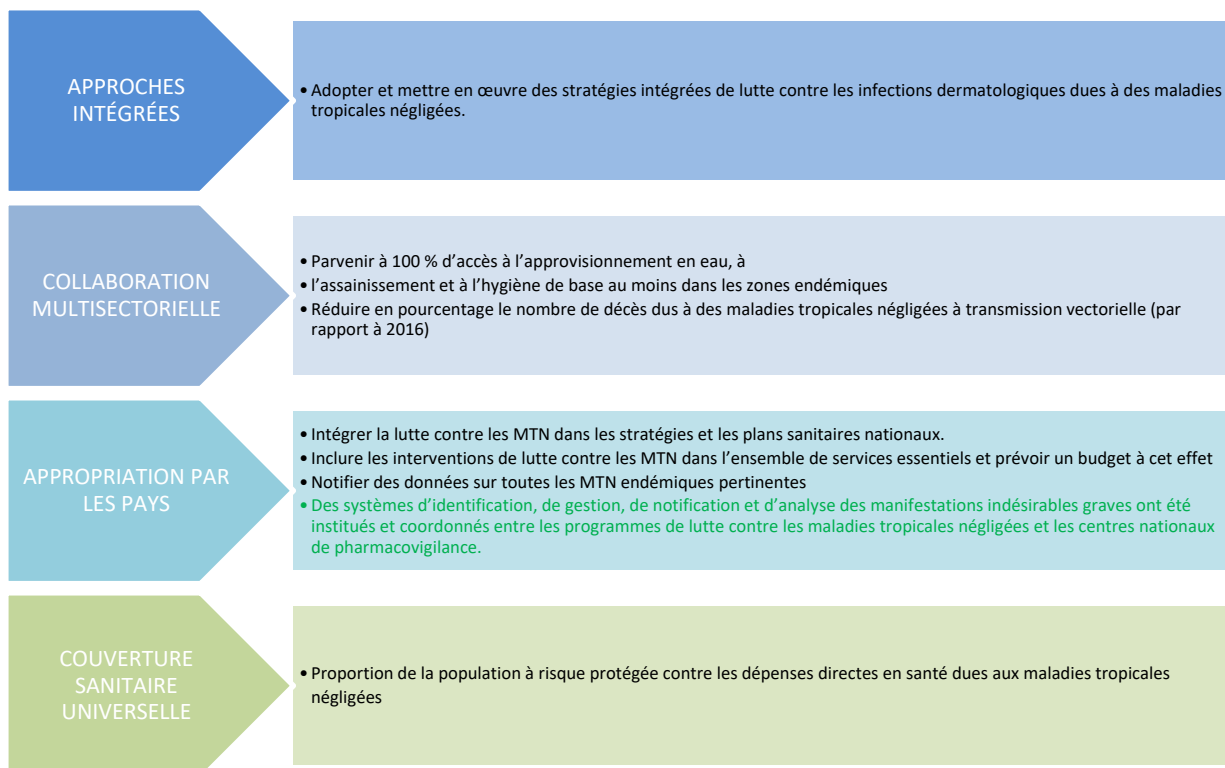 APPROCHES
INTÉGRÉES
• Adopter et mettre en œuvre des stratégies intégrées de lutte contre les infections dermatologiques dues à des maladies
tropicales négligées.
COLLABORATION
MULTISECTORIELLE
• Parvenir à 100 % d’accès à l’approvisionnement en eau, à
• l’assainissement et à l’hygiène de base au moins dans les zones endémiques
• Réduire en pourcentage le nombre de décès dus à des maladies tropicales négligées à transmission vectorielle (par
rapport à 2016)
APPROPRIATION PAR
LES PAYS
• Intégrer la lutte contre les MTN dans les stratégies et les plans sanitaires nationaux.
• Inclure les interventions de lutte contre les MTN dans l’ensemble de services essentiels et prévoir un budget à cet effet
• Notifier des données sur toutes les MTN endémiques pertinentes
• Des systèmes d’identification, de gestion, de notification et d’analyse des manifestations indésirables graves ont été
institués et coordonnés entre les programmes de lutte contre les maladies tropicales négligées et les centres nationaux
de pharmacovigilance.
COUVERTURE
SANITAIRE
UNIVERSELLE
• Proportion de la population à risque protégée contre les dépenses directes en santé dues aux maladies tropicales
négligées